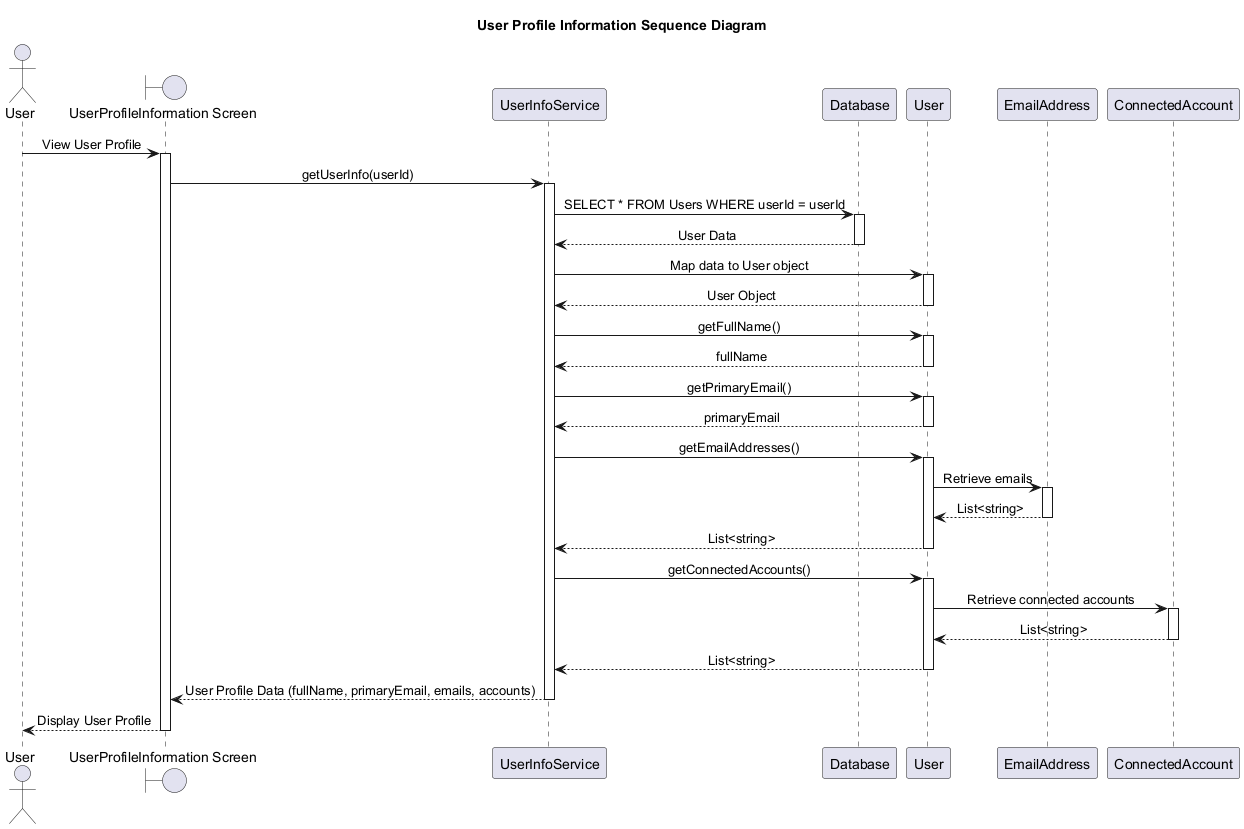 User Profile Information Sequence Diagram
User
UserProfileInformation Screen
UserInfoService
Database
User
EmailAddress
ConnectedAccount
View User Profile
getUserInfo(userId)
SELECT * FROM Users WHERE userId = userId
User Data
Map data to User object
User Object
getFullName()
fullName
getPrimaryEmail()
primaryEmail
getEmailAddresses()
Retrieve emails
List<string>
List<string>
getConnectedAccounts()
Retrieve connected accounts
List<string>
List<string>
User Profile Data (fullName, primaryEmail, emails, accounts)
Display User Profile
User
UserProfileInformation Screen
UserInfoService
Database
User
EmailAddress
ConnectedAccount